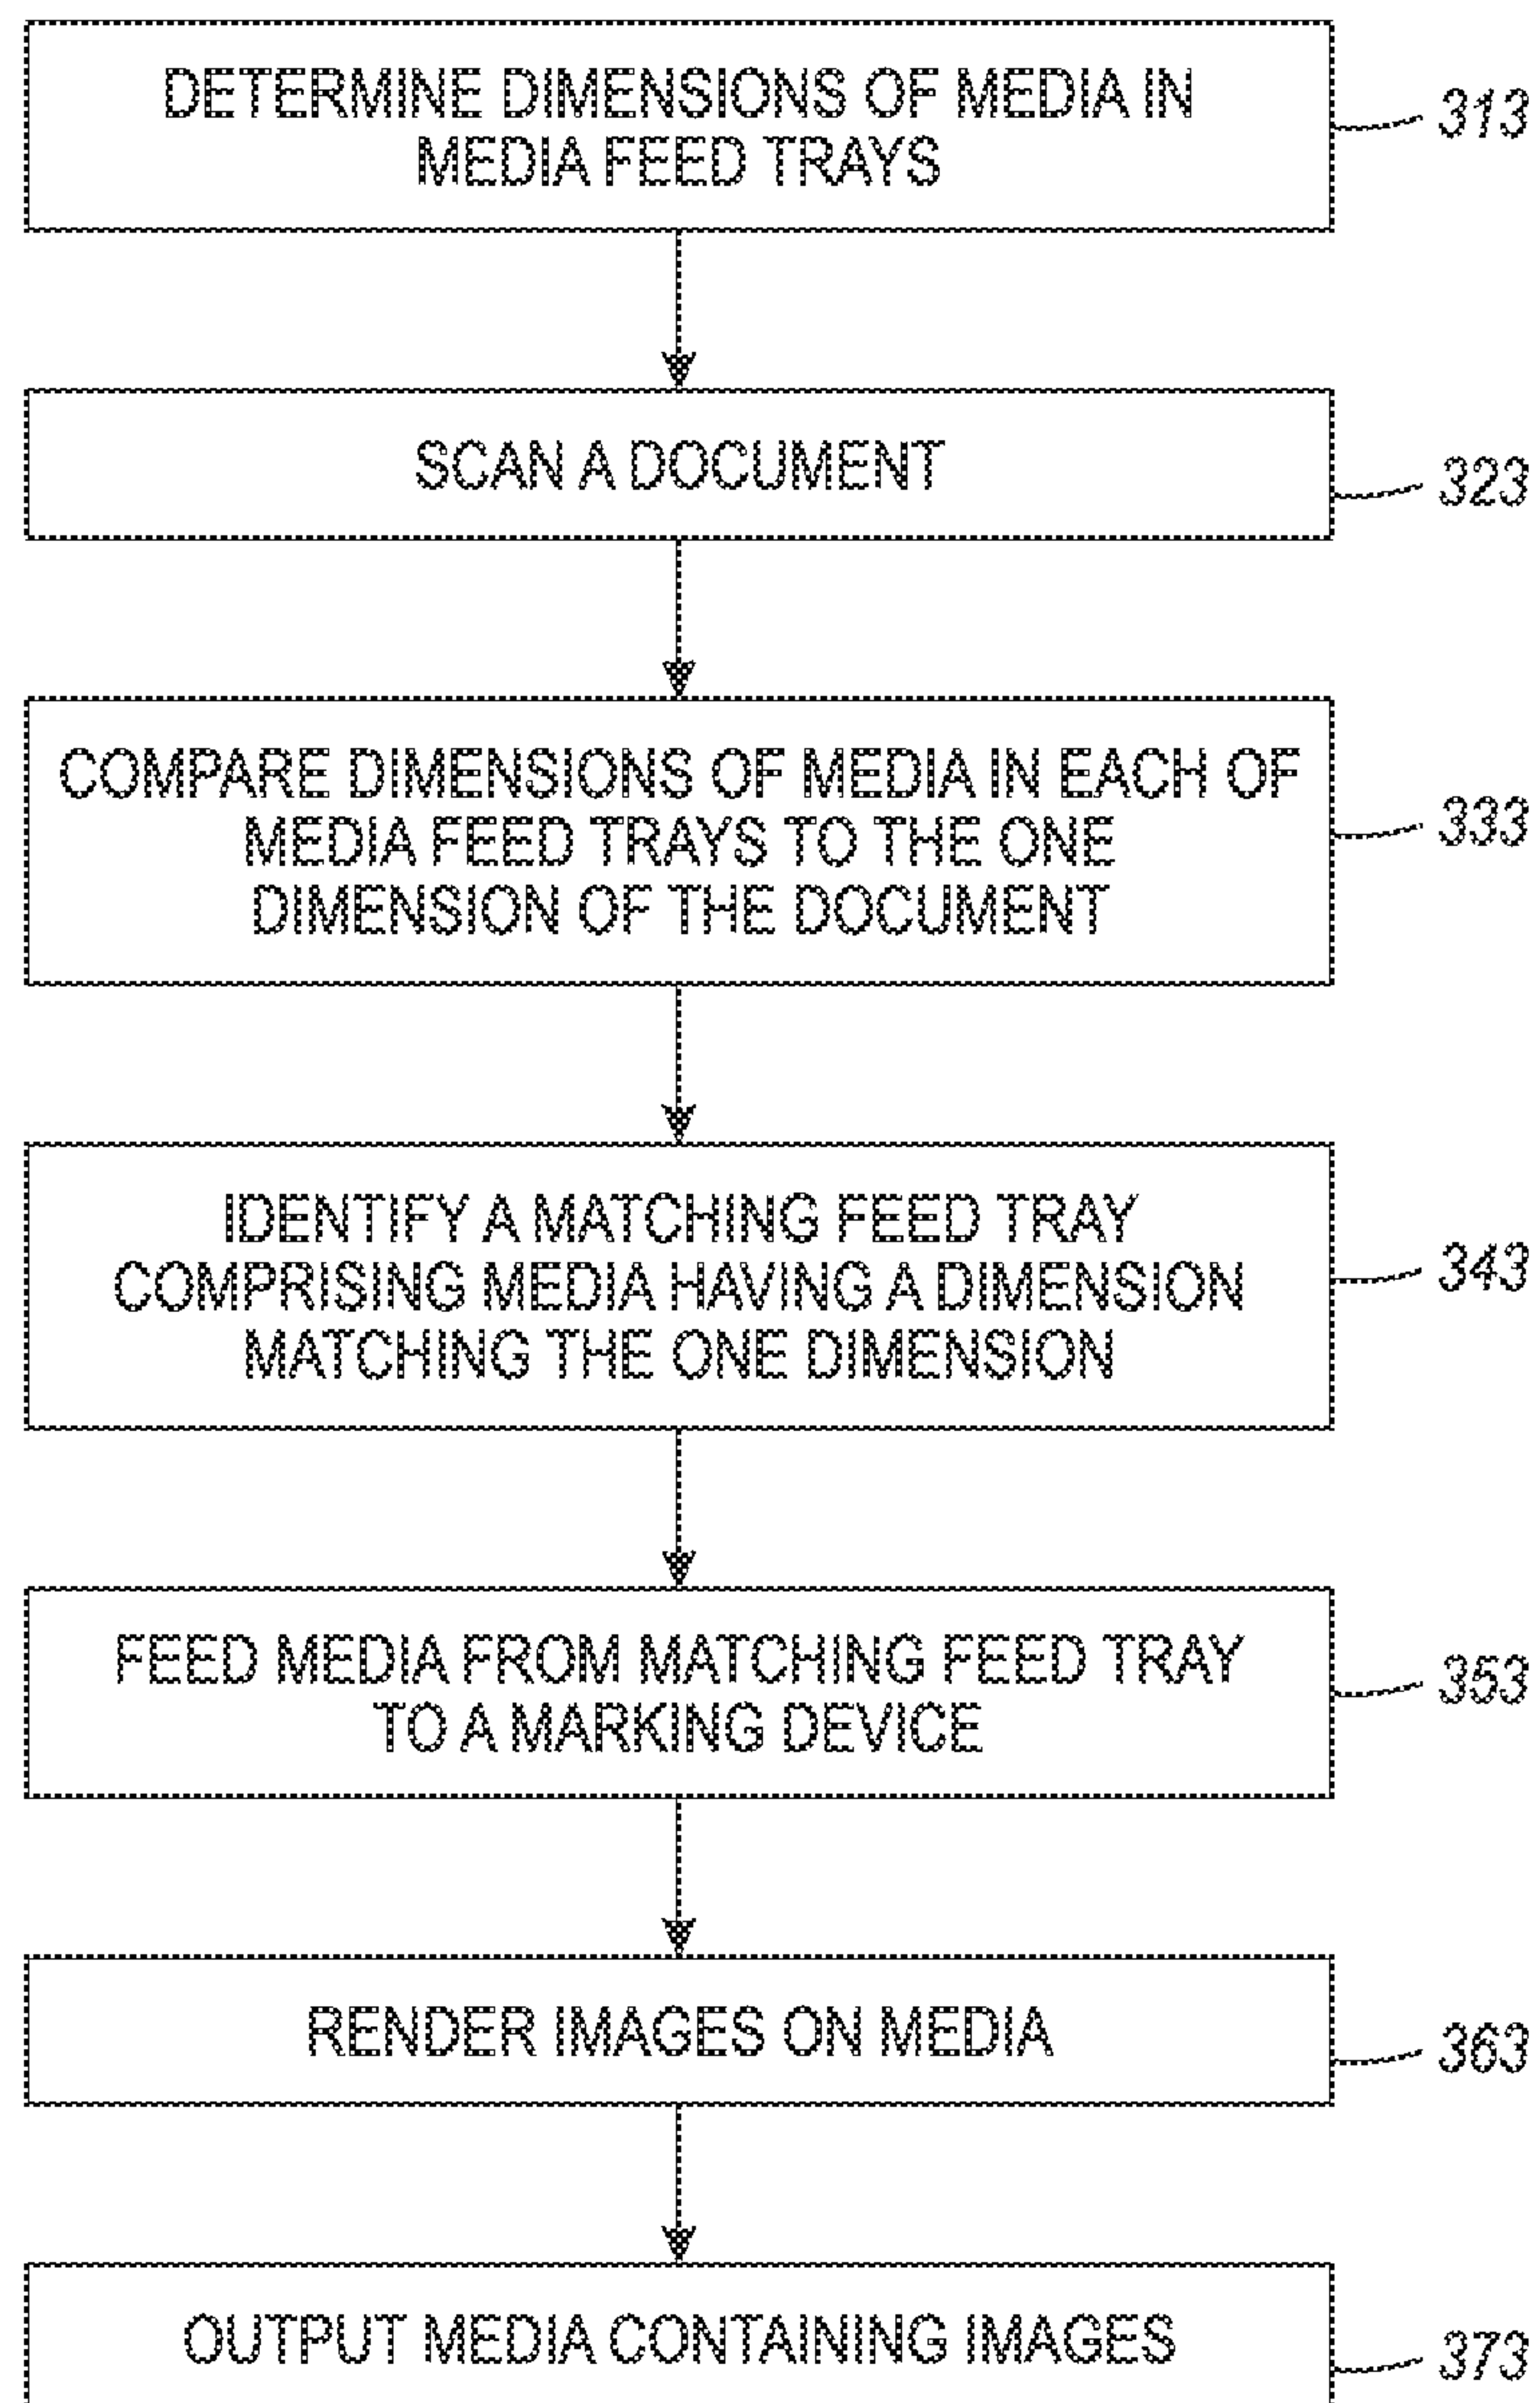 DETERMINE DIMENSIONS OF MEDIA IN
MEDIA FEED TRAYS
313
SCAN A DOCUMENT
323
COMPARE DIMENSIONS OF MEDIA IN EACH OF
MEDIA FEED TRAYS TO THE ONE
DIMENSION OF THE DOCUMENT
333
IDENTIFY A MATCHING FEED TRAY
COMPRISING MEDIA HAVING A DIMENSION
MATCHING THE ONE DIMENSION
343
FEED MEDIA FROM MATCHING FEED TRAY
TO A MARKING DEVICE
353
RENDER IMAGES ON MEDIA
363
OUTPUT MEDIA CONTAINING IMAGES
373